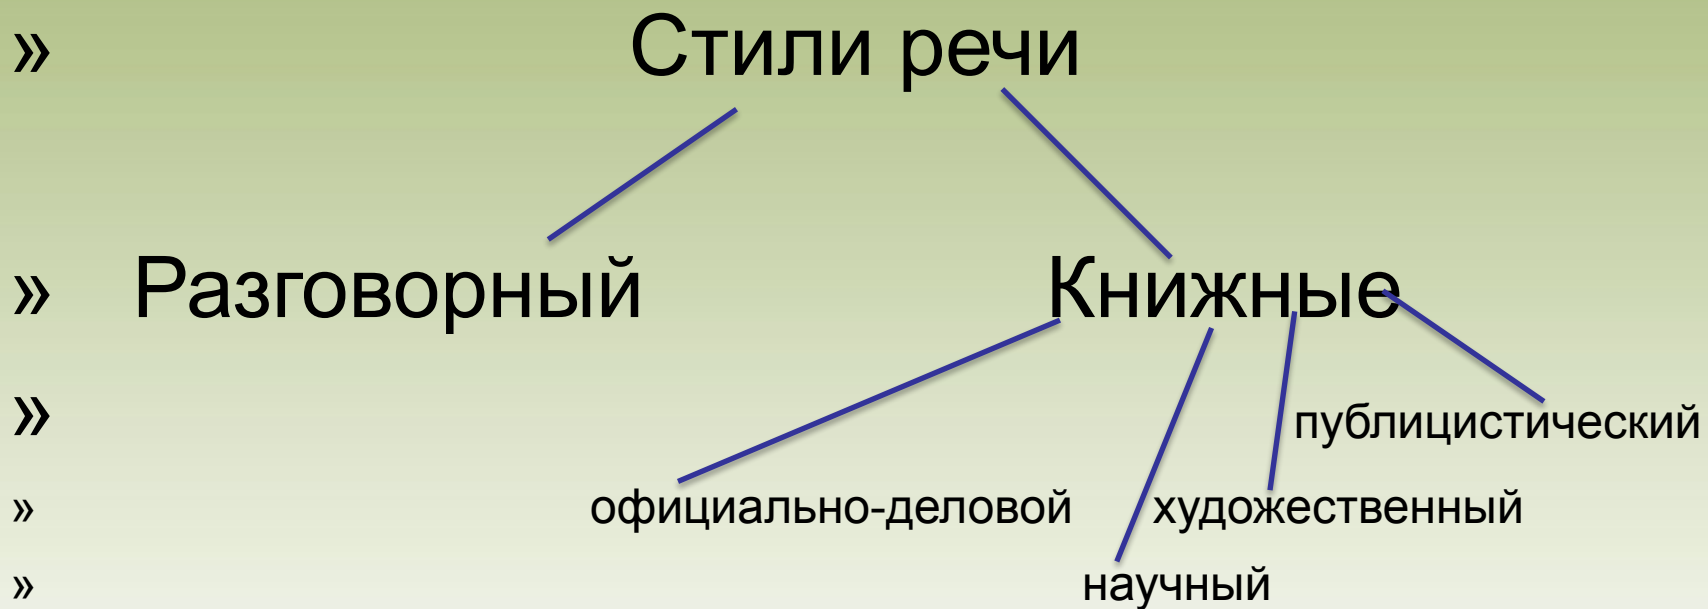 » Стили речи
» Разговорный Книжные
» публицистический
» официально-деловой художественный
» научный